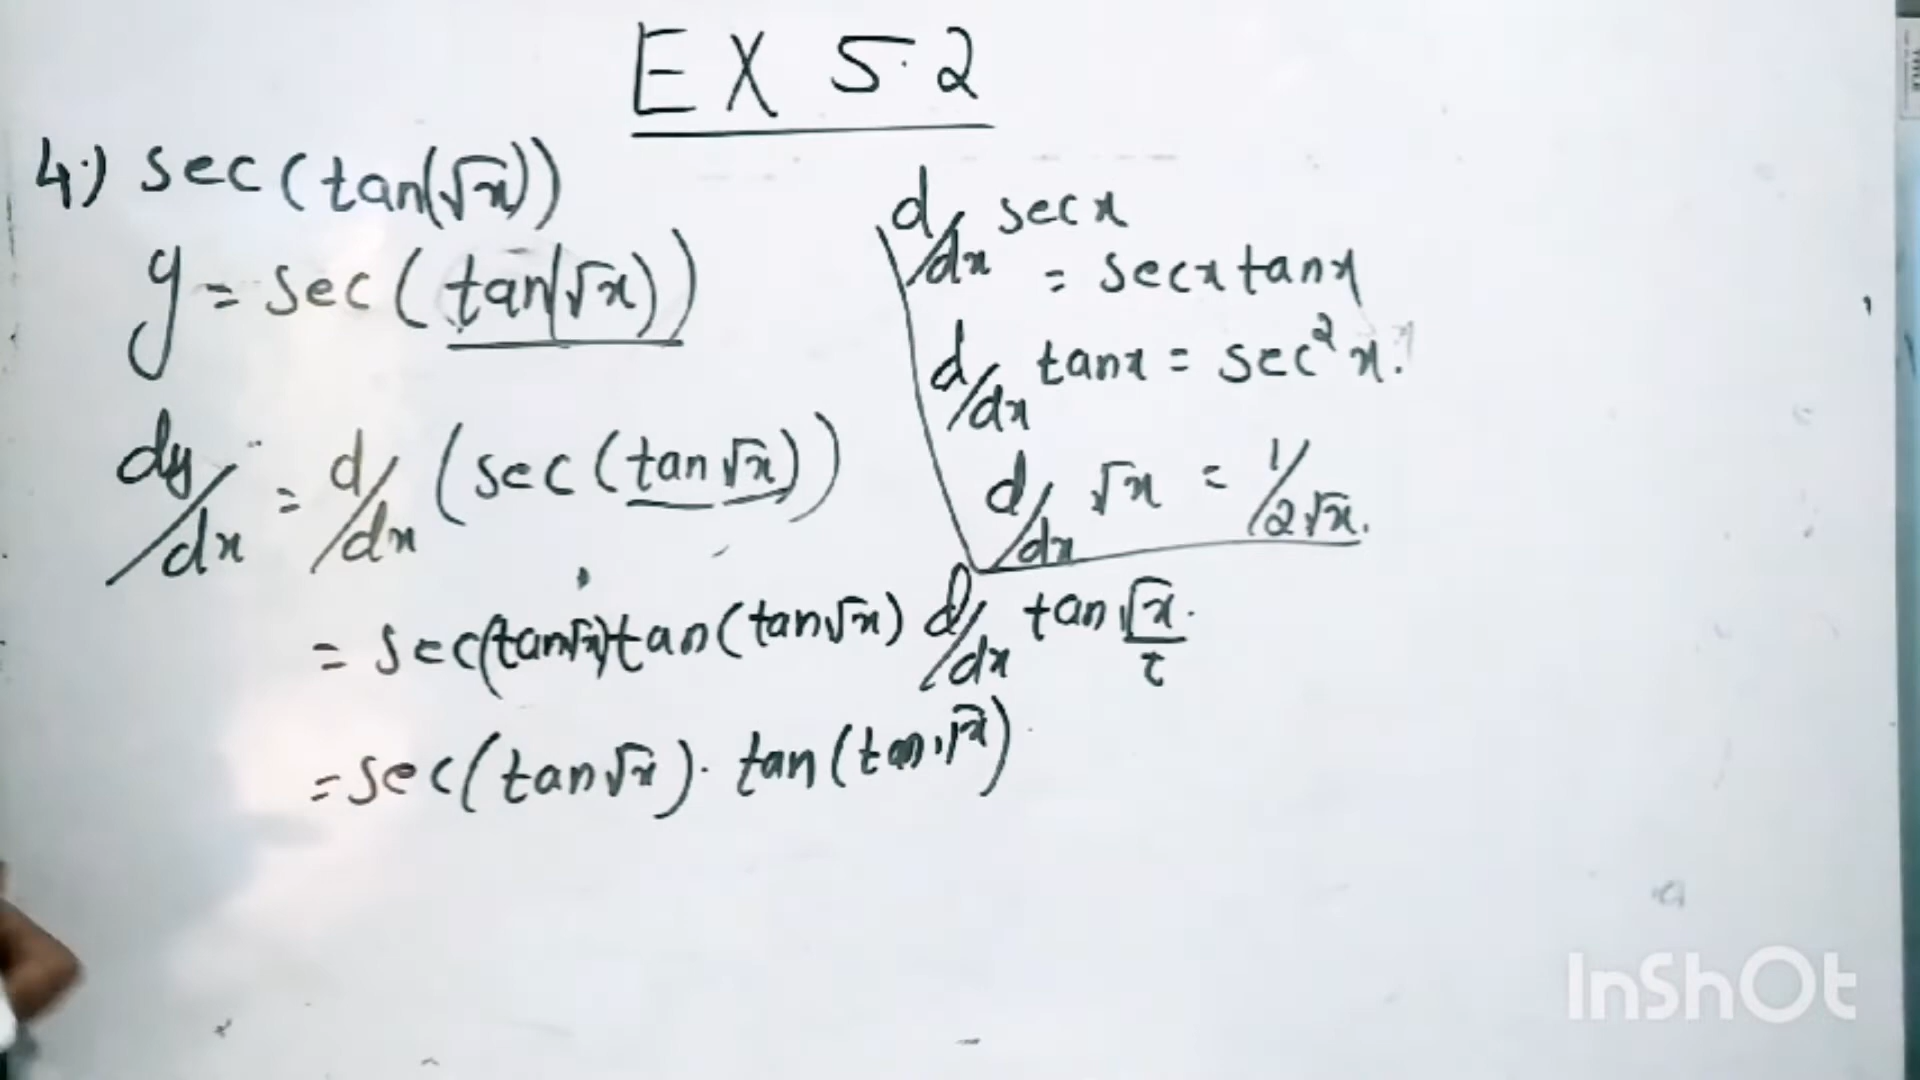 EX 5.2
4.) sec(tan(√x))
y = sec(tan(√x))
dy/dx = d/dx (sec(tan√x))
= sec(tan√x)tan(tan√x) d/dx tan√x.
t
= sec(tan√x). tan(tan√x)
d/dx secx
= secx tanx
d/dx tanx = sec²x.
d/dx √x = 1/2√x.
InShOt